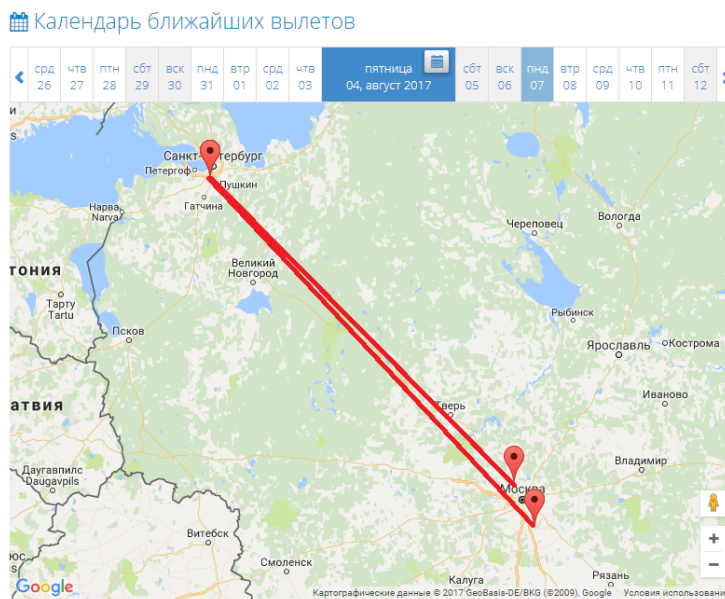 Календарь ближайших вылетов
срд чтв птн сбт вск пнд втр срд чтв пятница сбт вск пнд втр срд чтв птн сбт
26 27 28 29 30 31 01 02 03 04, август 2017 05 06 07 08 09 10 11 12
Петергоф
Пушкин
Гатчина
Нарва
Narva
Череповец
Вологда
Великий
Новгород
тония
Тарту
Tartu
Рыбинск
Псков
Ярославль
Кострома
Иваново
атвия
Тверь
Владимир
Даугавпилс
Daugavpils
Москва
Витебск
Смоленск
Калуга
Рязань
Google
Картографические данные © 2017 GeoBasis-DE/BKG (©2009), Google Условия использован